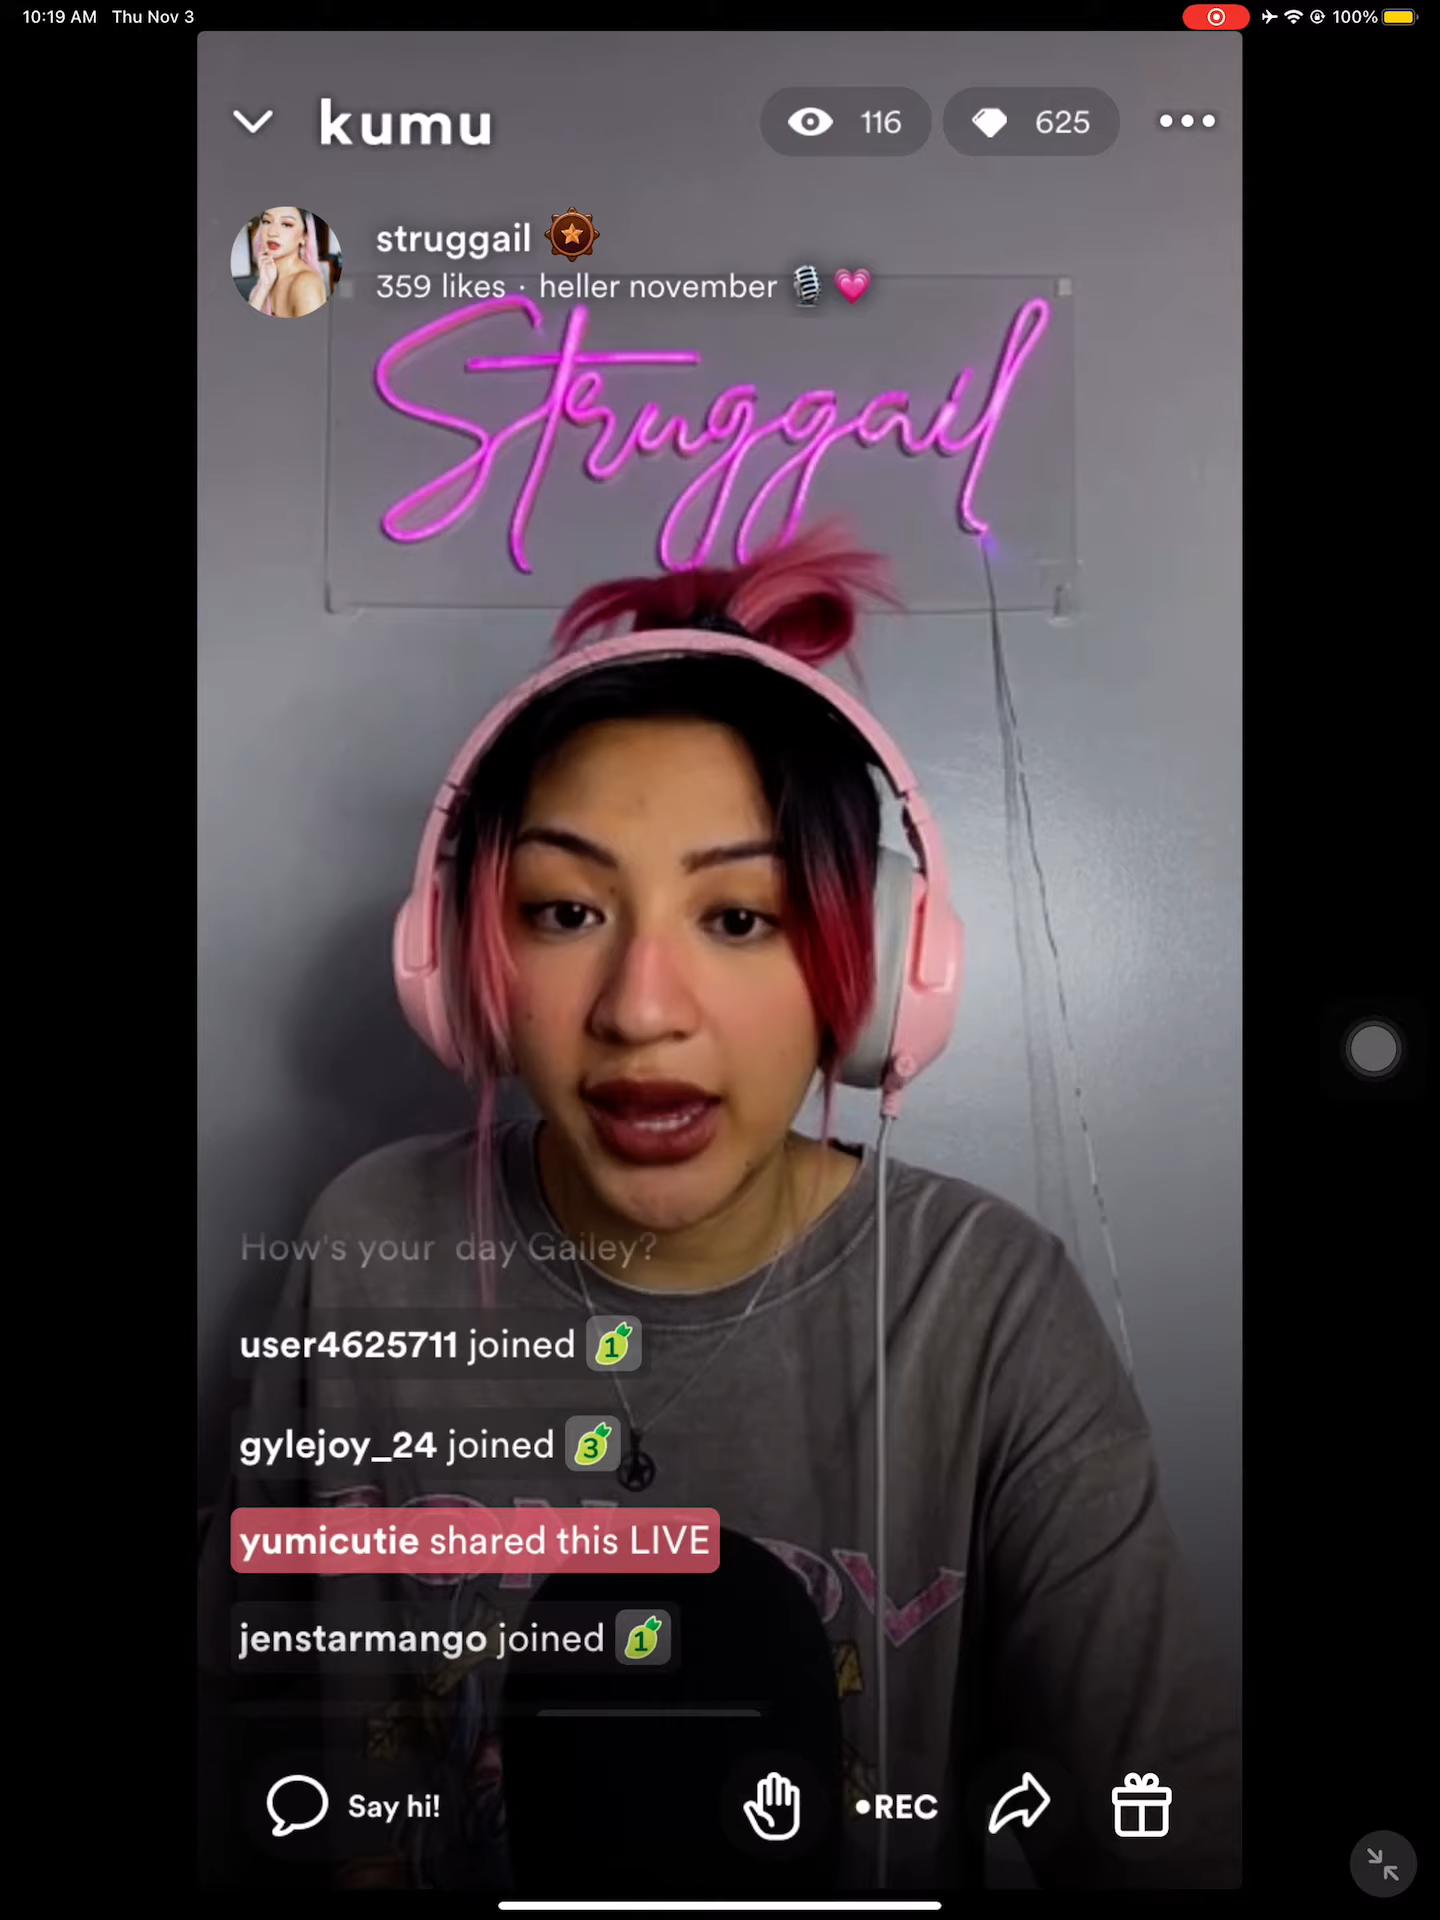 10:19 AM Thu Nov 3
100%
kumu
116
625
struggail
359 likes · heller november 🎙️💗
Struggail
How's your day Gailey?
user4625711 joined 1
gylejoy_24 joined 3
yumicutie shared this LIVE
jenstarmango joined 1
Say hi!
•REC